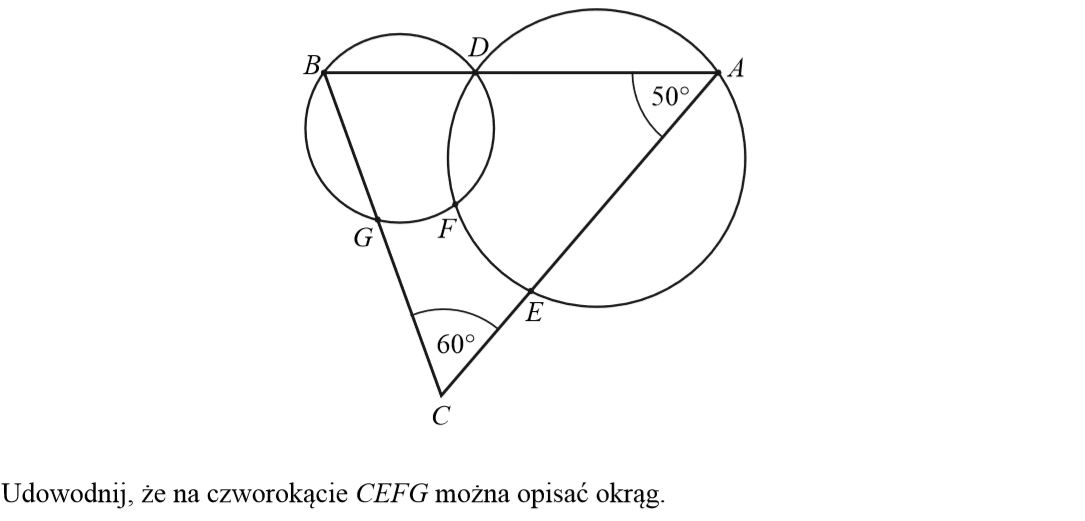 D
B
A
50°
F
G
E
60°
C
Udowodnij, że na czworokącie CEFG można opisać okrąg.